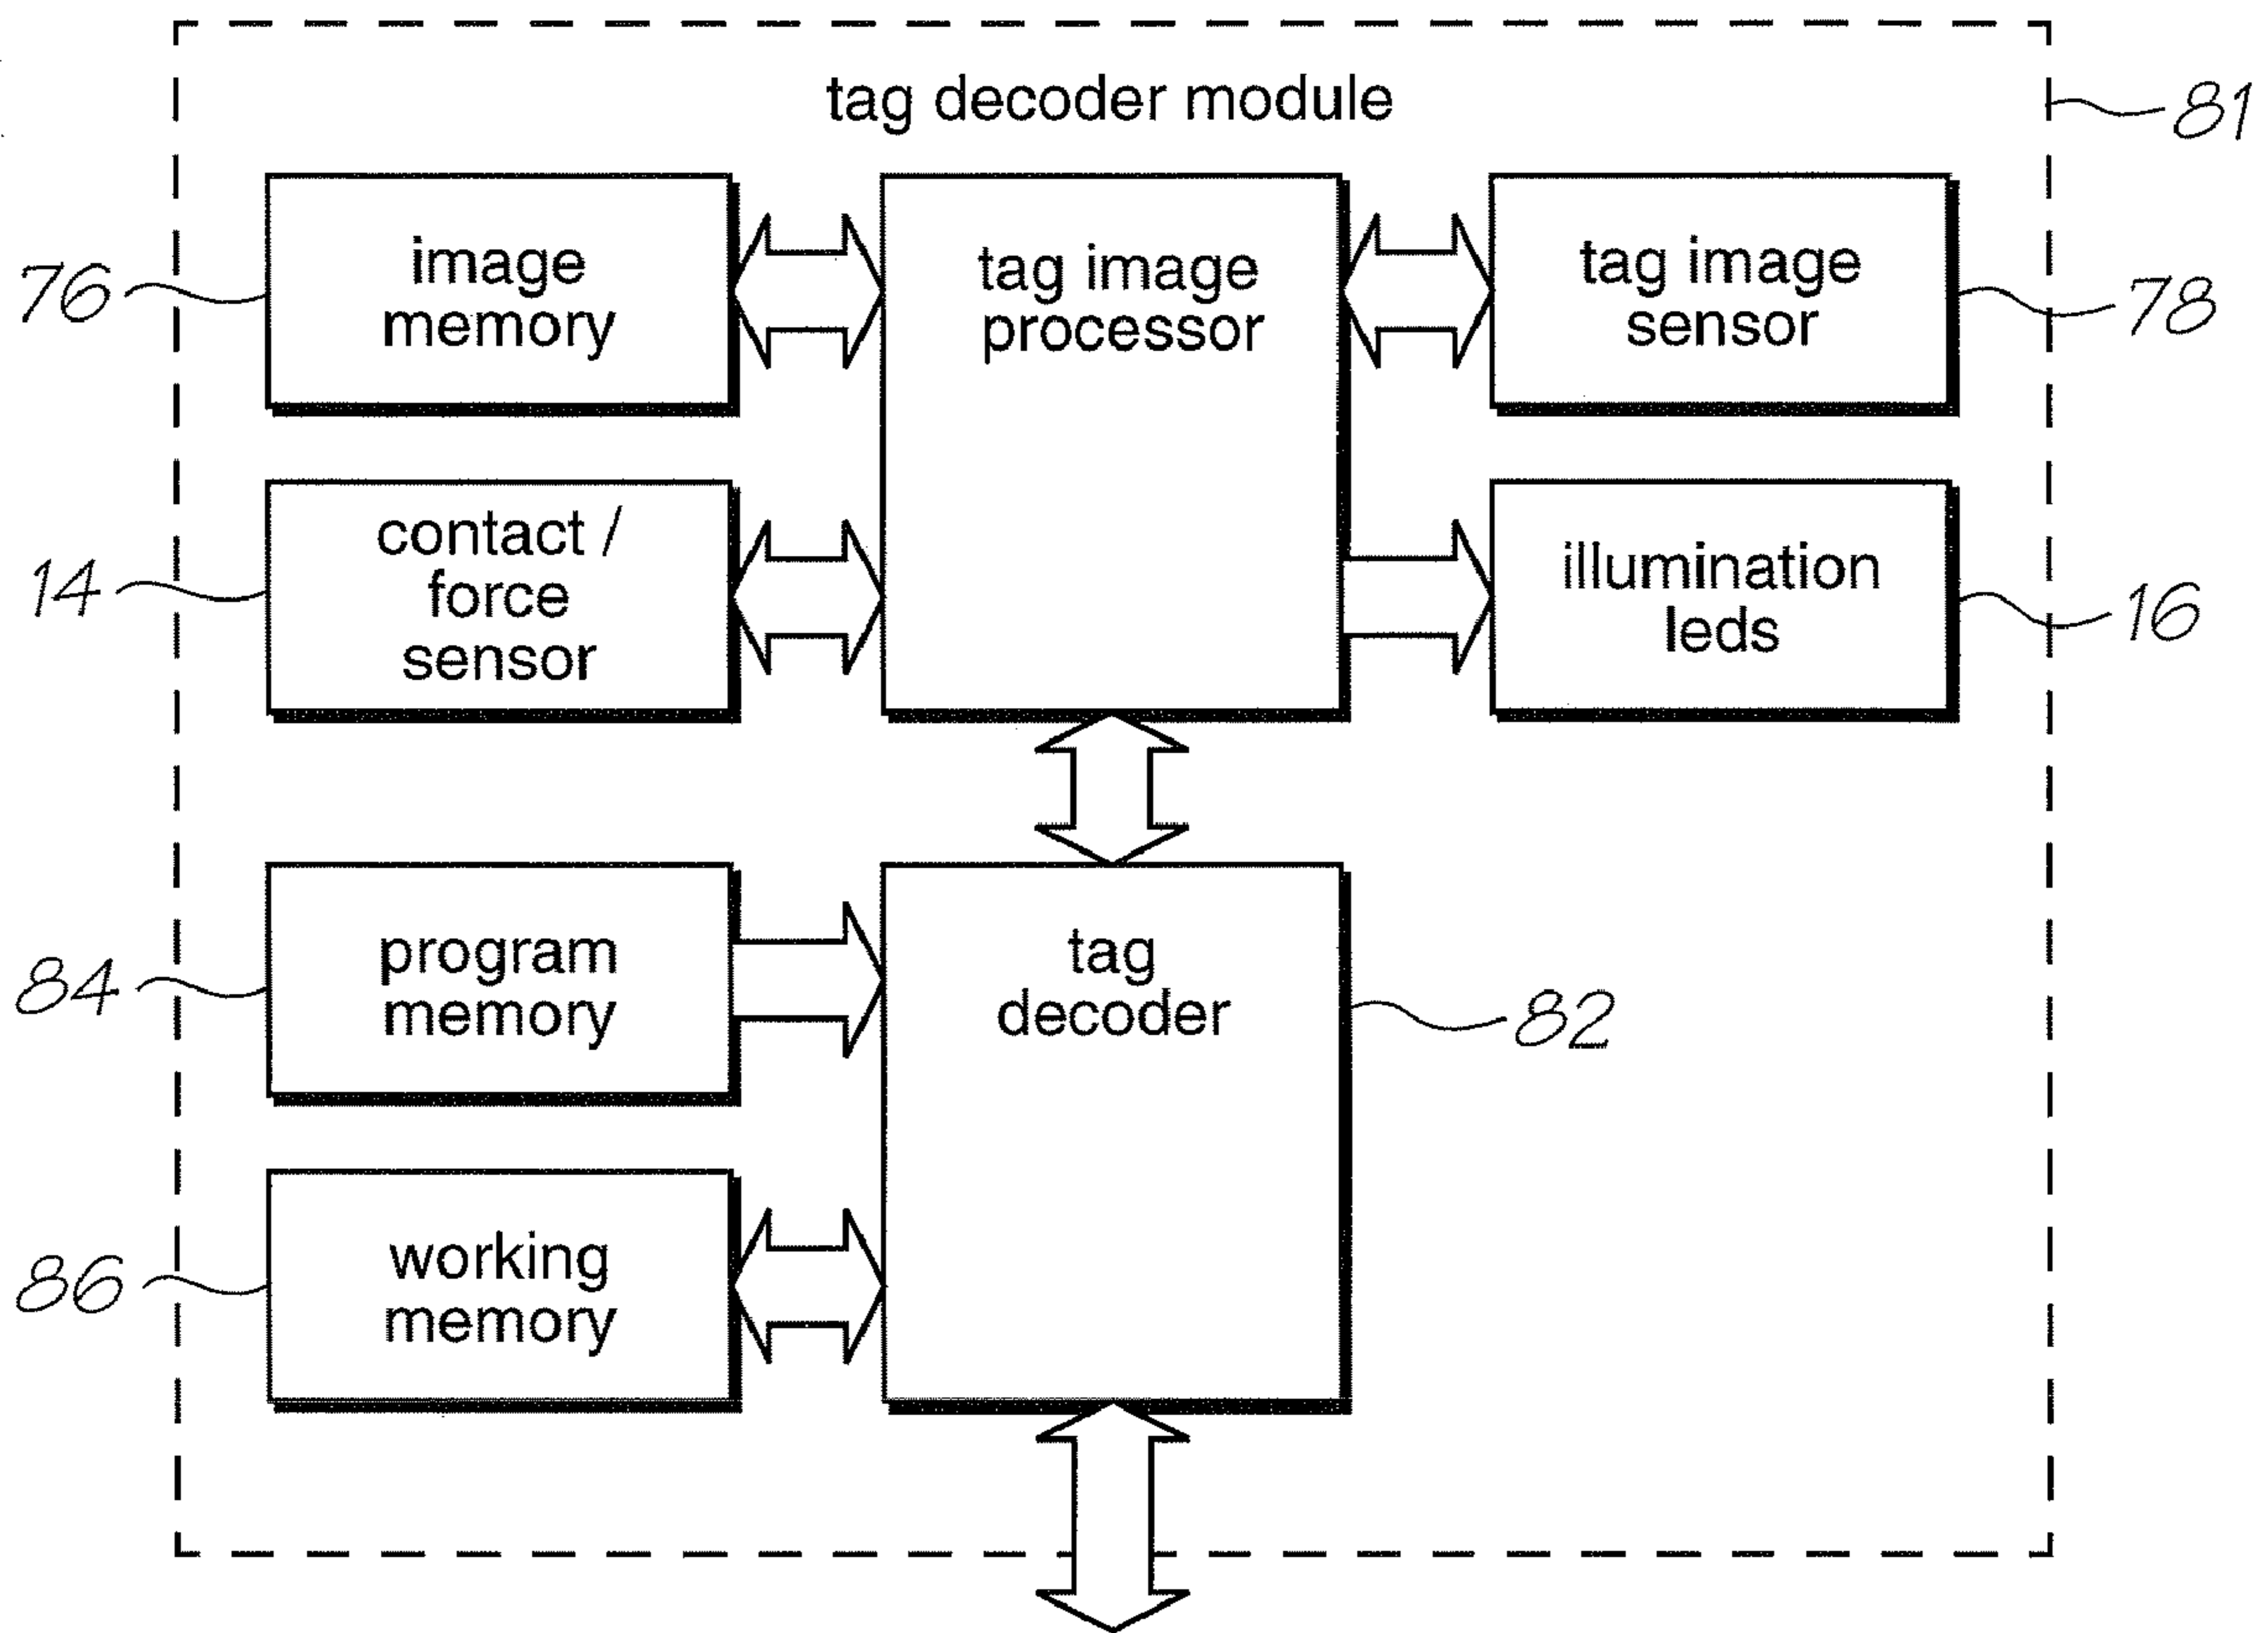 tag decoder module
81
image
memory
76
tag image
processor
tag image
sensor
78
contact /
force
sensor
14
illumination
leds
16
program
memory
84
tag
decoder
82
working
memory
86